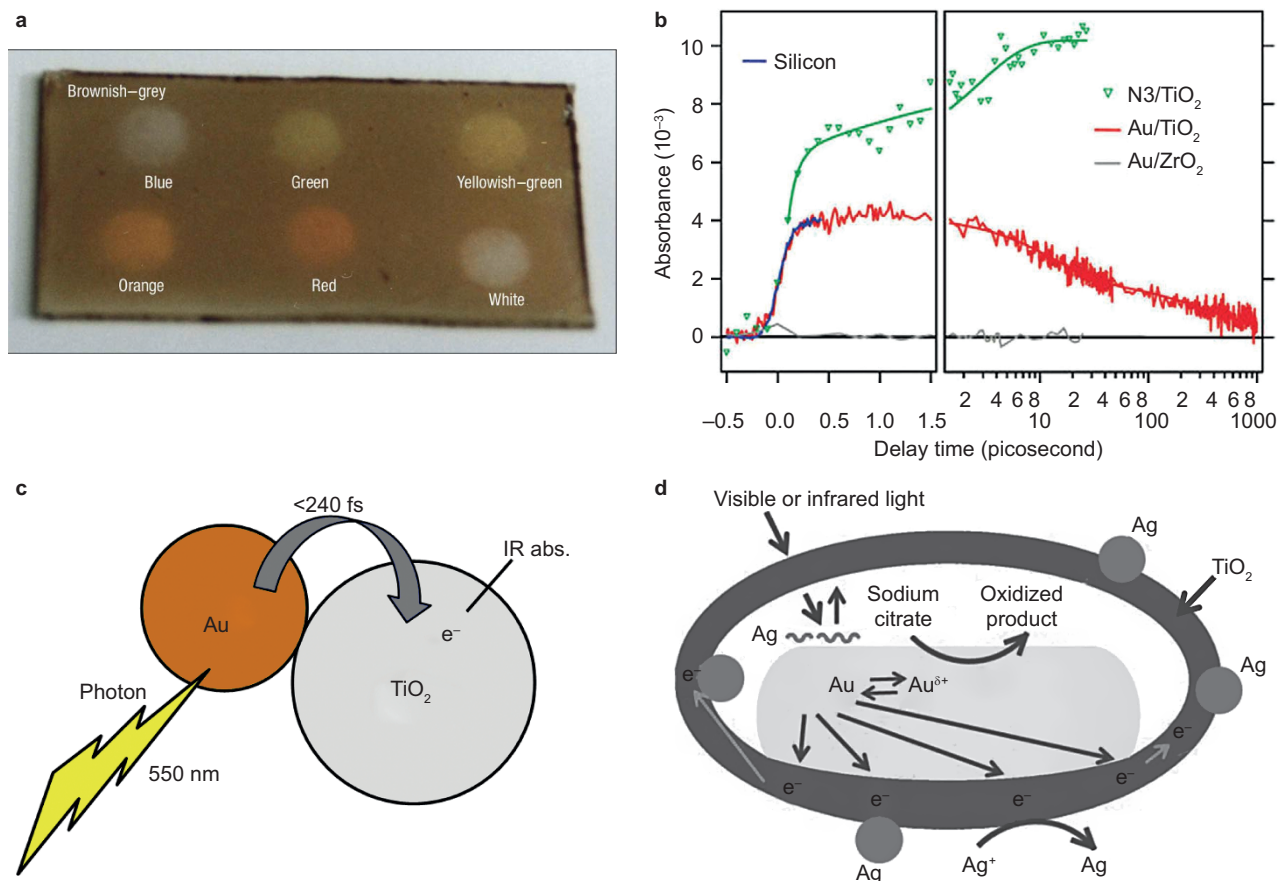 a
Brownish–grey
Blue
Green
Yellowish–green
Orange
Red
White
b
Absorbance (10⁻³)
10
8
6
4
2
0
Silicon
N3/TiO₂
Au/TiO₂
Au/ZrO₂
2 4 6 8 2 4 6 8 2 4 6 8
–0.5 0.0 0.5 1.0 1.5 10 100 1000
Delay time (picosecond)
c
<240 fs
IR abs.
Au
e⁻
TiO₂
Photon
550 nm
d
Visible or infrared light
Ag
TiO₂
Sodium
citrate
Oxidized
product
Ag
Ag
e⁻
Au
Auᵟ⁺
e⁻
e⁻
e⁻
e⁻
e⁻
Ag
Ag⁺
Ag